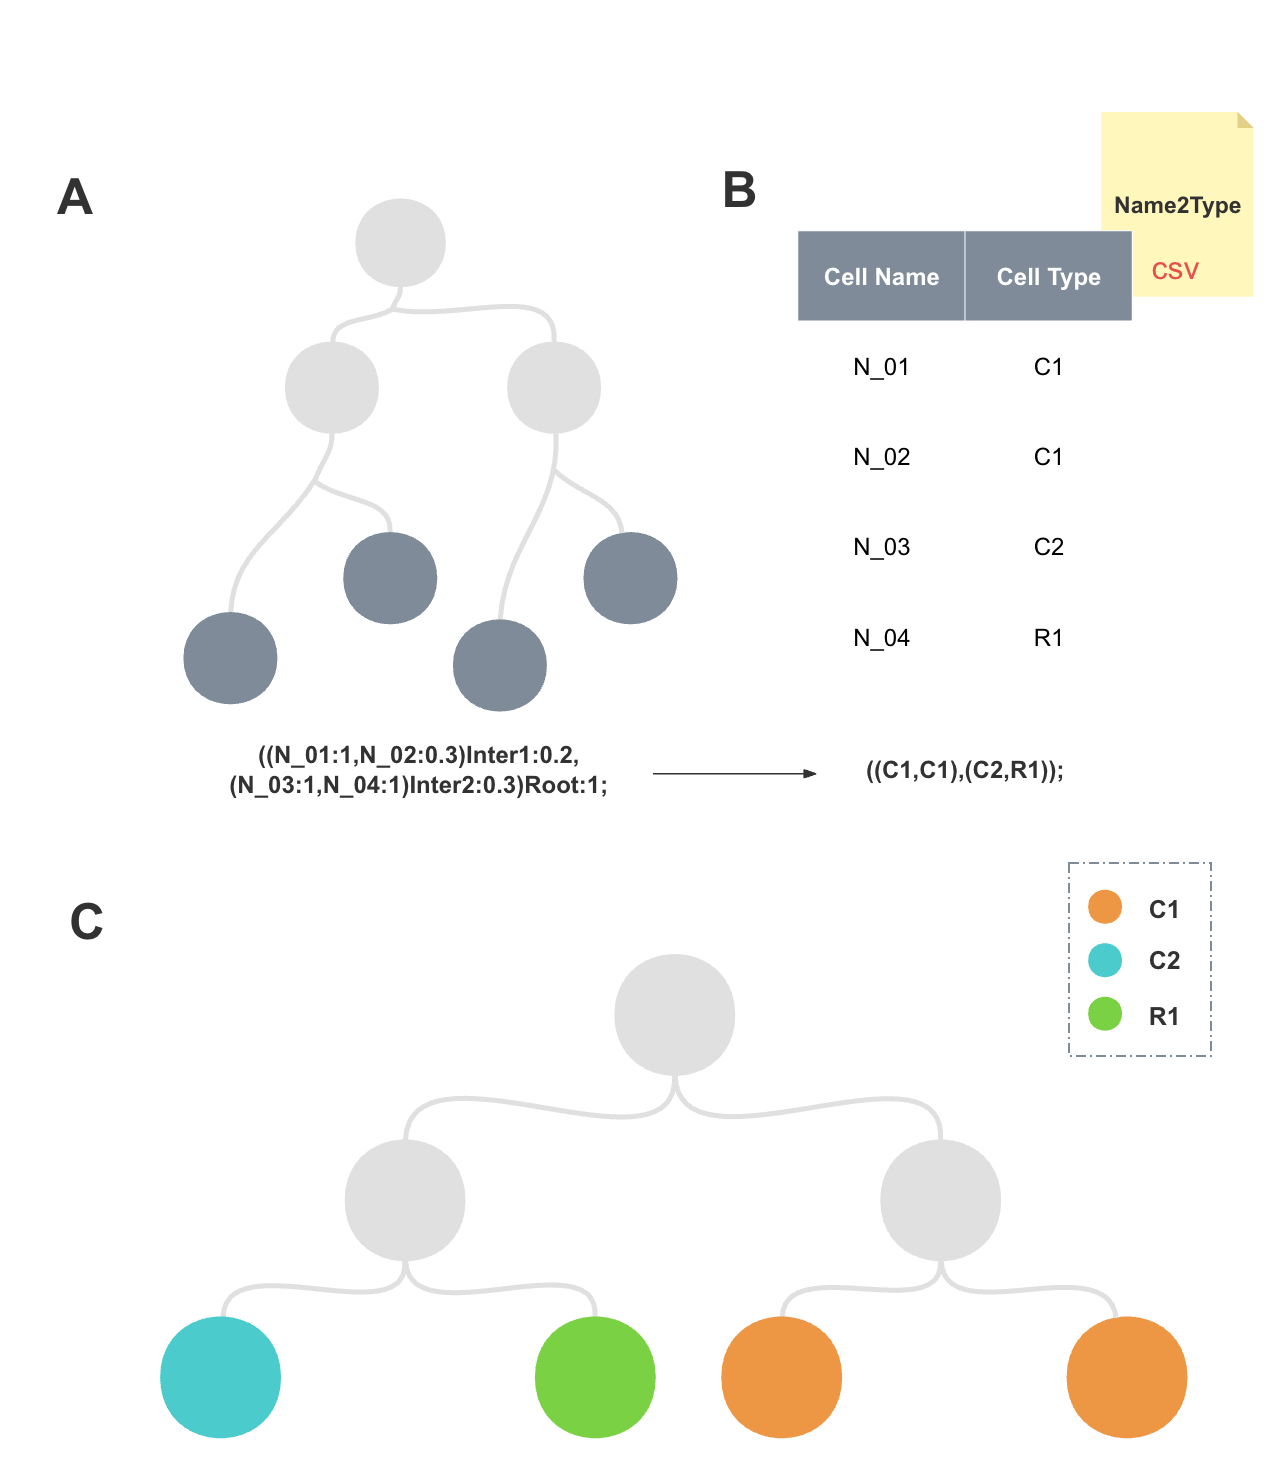 A
B
Name2Type
CSV
Cell Name Cell Type
N_01 C1
N_02 C1
N_03 C2
N_04 R1
((N_01:1,N_02:0.3)Inter1:0.2,
(N_03:1,N_04:1)Inter2:0.3)Root:1;
((C1,C1),(C2,R1));
C
C1
C2
R1